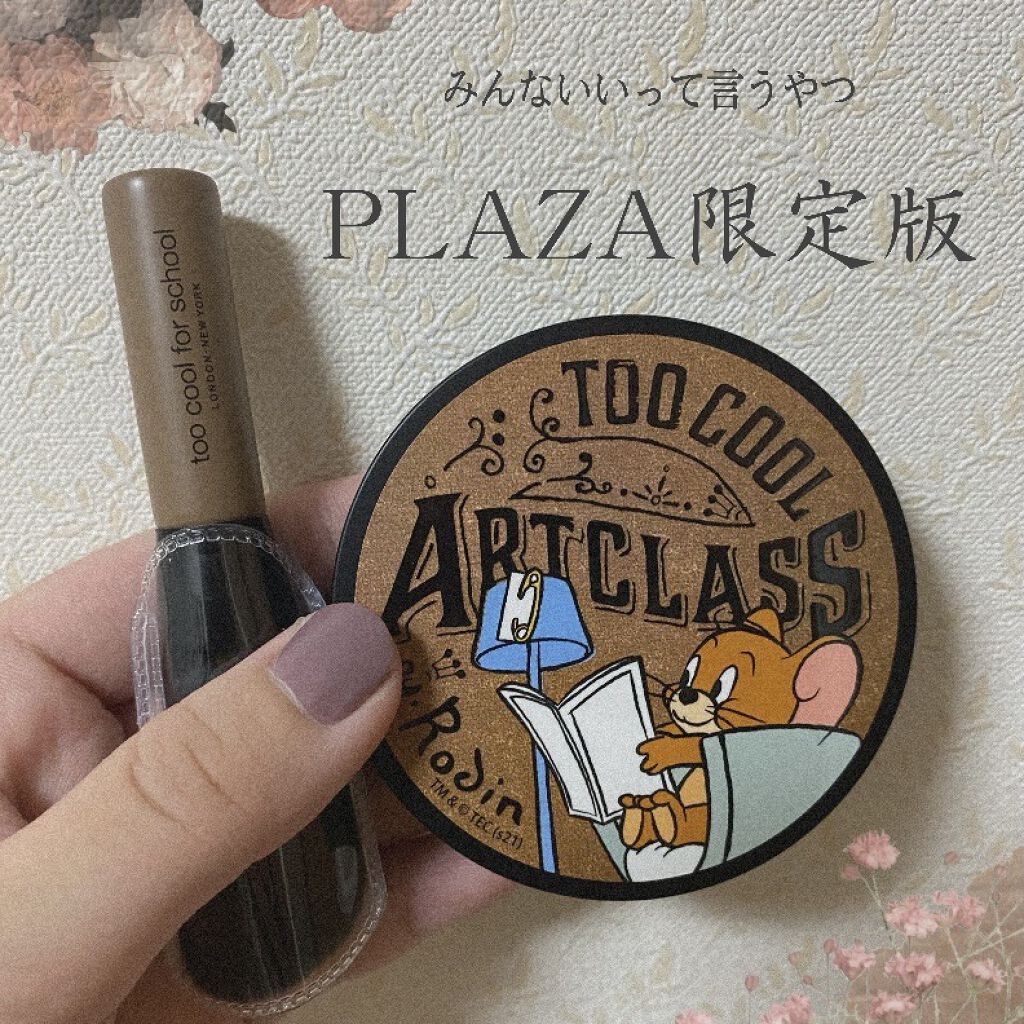 みんないいって言うやつ
PLAZA限定版
too cool for school
LONDON·NEW YORK
TOO COOL
ARTCLASS
by. Rodin
TM & © TEC (s21)